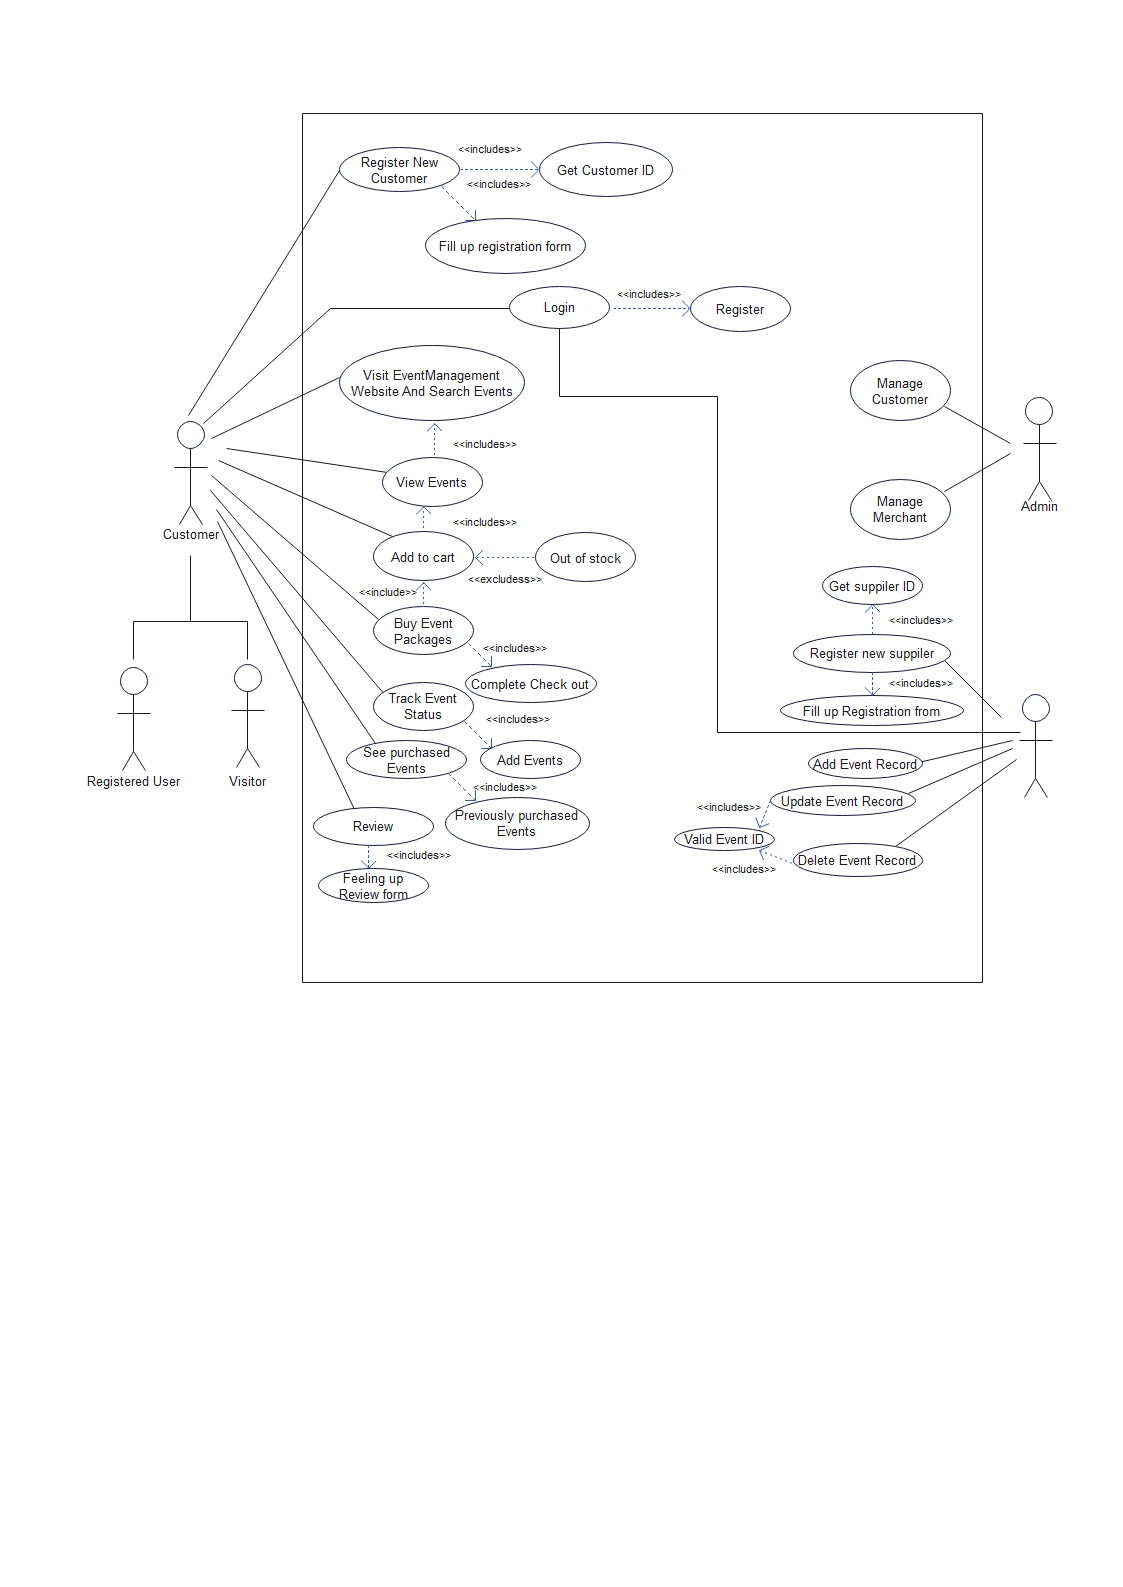 <<includes>>
Register New
Customer
Get Customer ID
<<includes>>
Fill up registration form
Login
<<includes>>
Register
Visit EventManagement
Website And Search Events
<<includes>>
View Events
<<includes>>
Add to cart
Out of stock
<<excludess>>
<<include>>
Buy Event
Packages
<<includes>>
Complete Check out
Track Event
Status
<<includes>>
See purchased
Events
Add Events
<<includes>>
Previously purchased
Events
Review
<<includes>>
Feeling up
Review form
Customer
Registered User
Visitor
Manage
Customer
Manage
Merchant
Admin
Get suppiler ID
<<includes>>
Register new suppiler
<<includes>>
Fill up Registration from
Add Event Record
Update Event Record
<<includes>>
Valid Event ID
Delete Event Record
<<includes>>